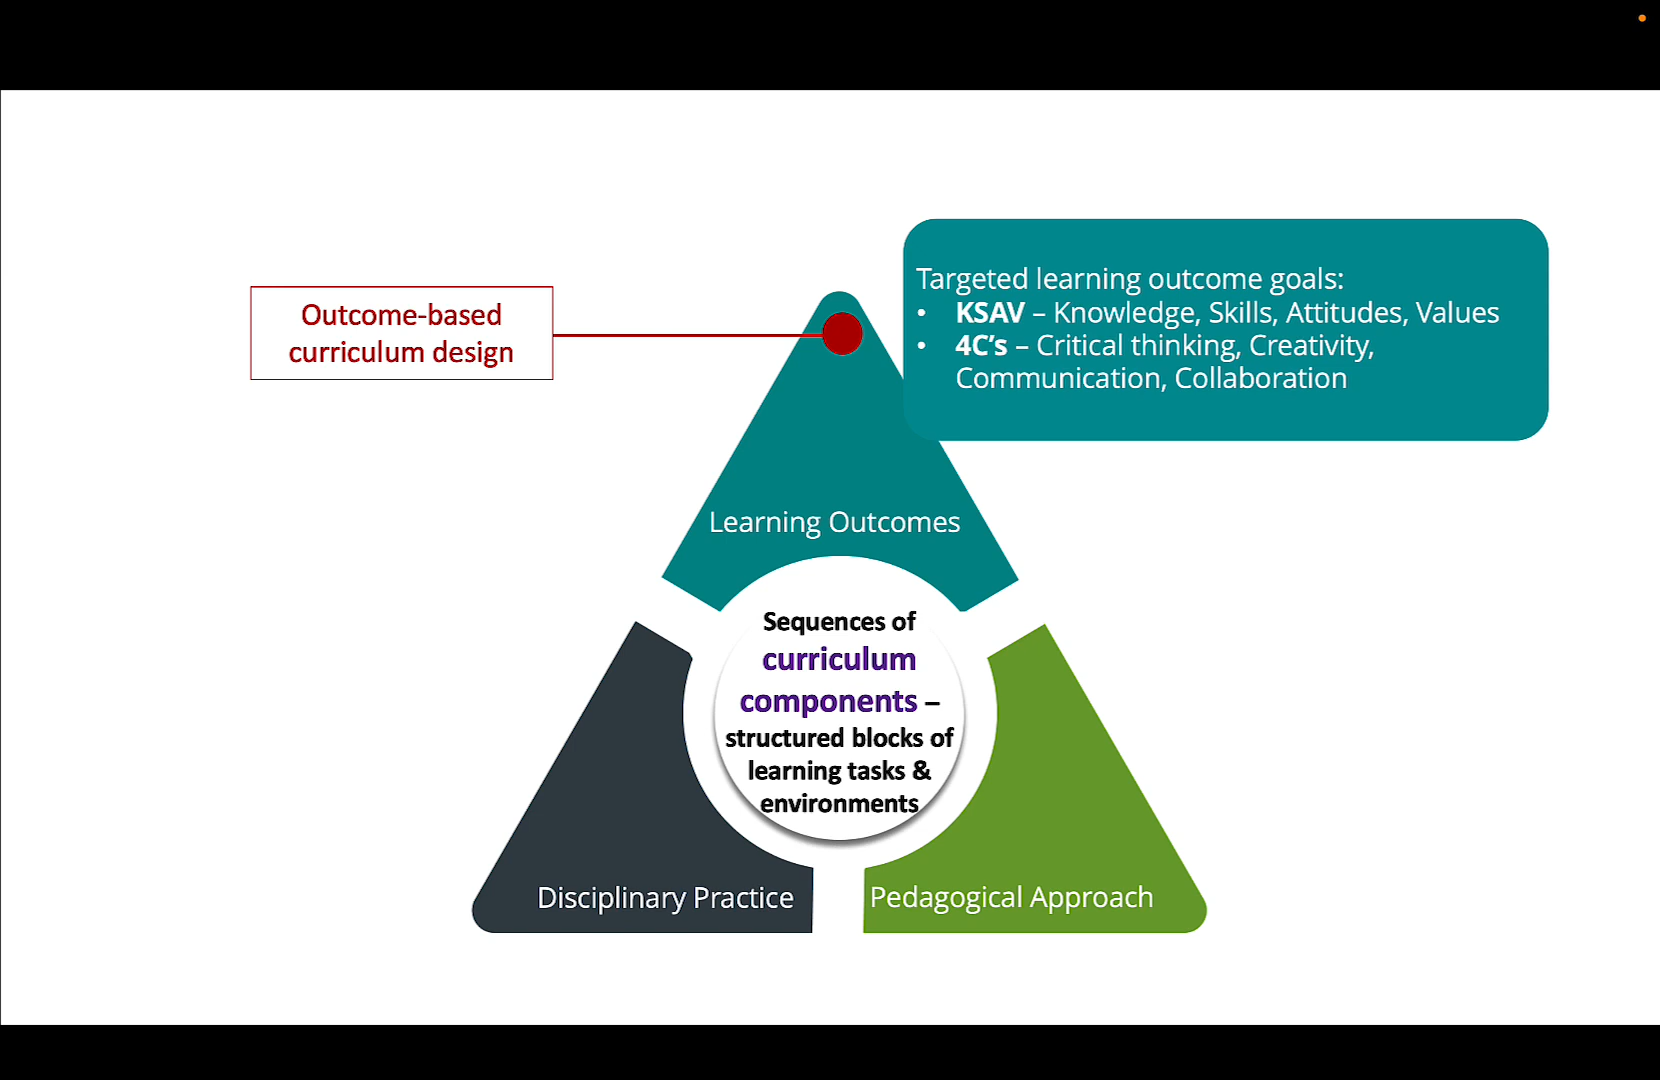 Outcome-based
curriculum design
Targeted learning outcome goals:
• KSAV – Knowledge, Skills, Attitudes, Values
• 4C’s – Critical thinking, Creativity,
Communication, Collaboration
Learning Outcomes
Sequences of
curriculum
components –
structured blocks of
learning tasks &
environments
Disciplinary Practice
Pedagogical Approach